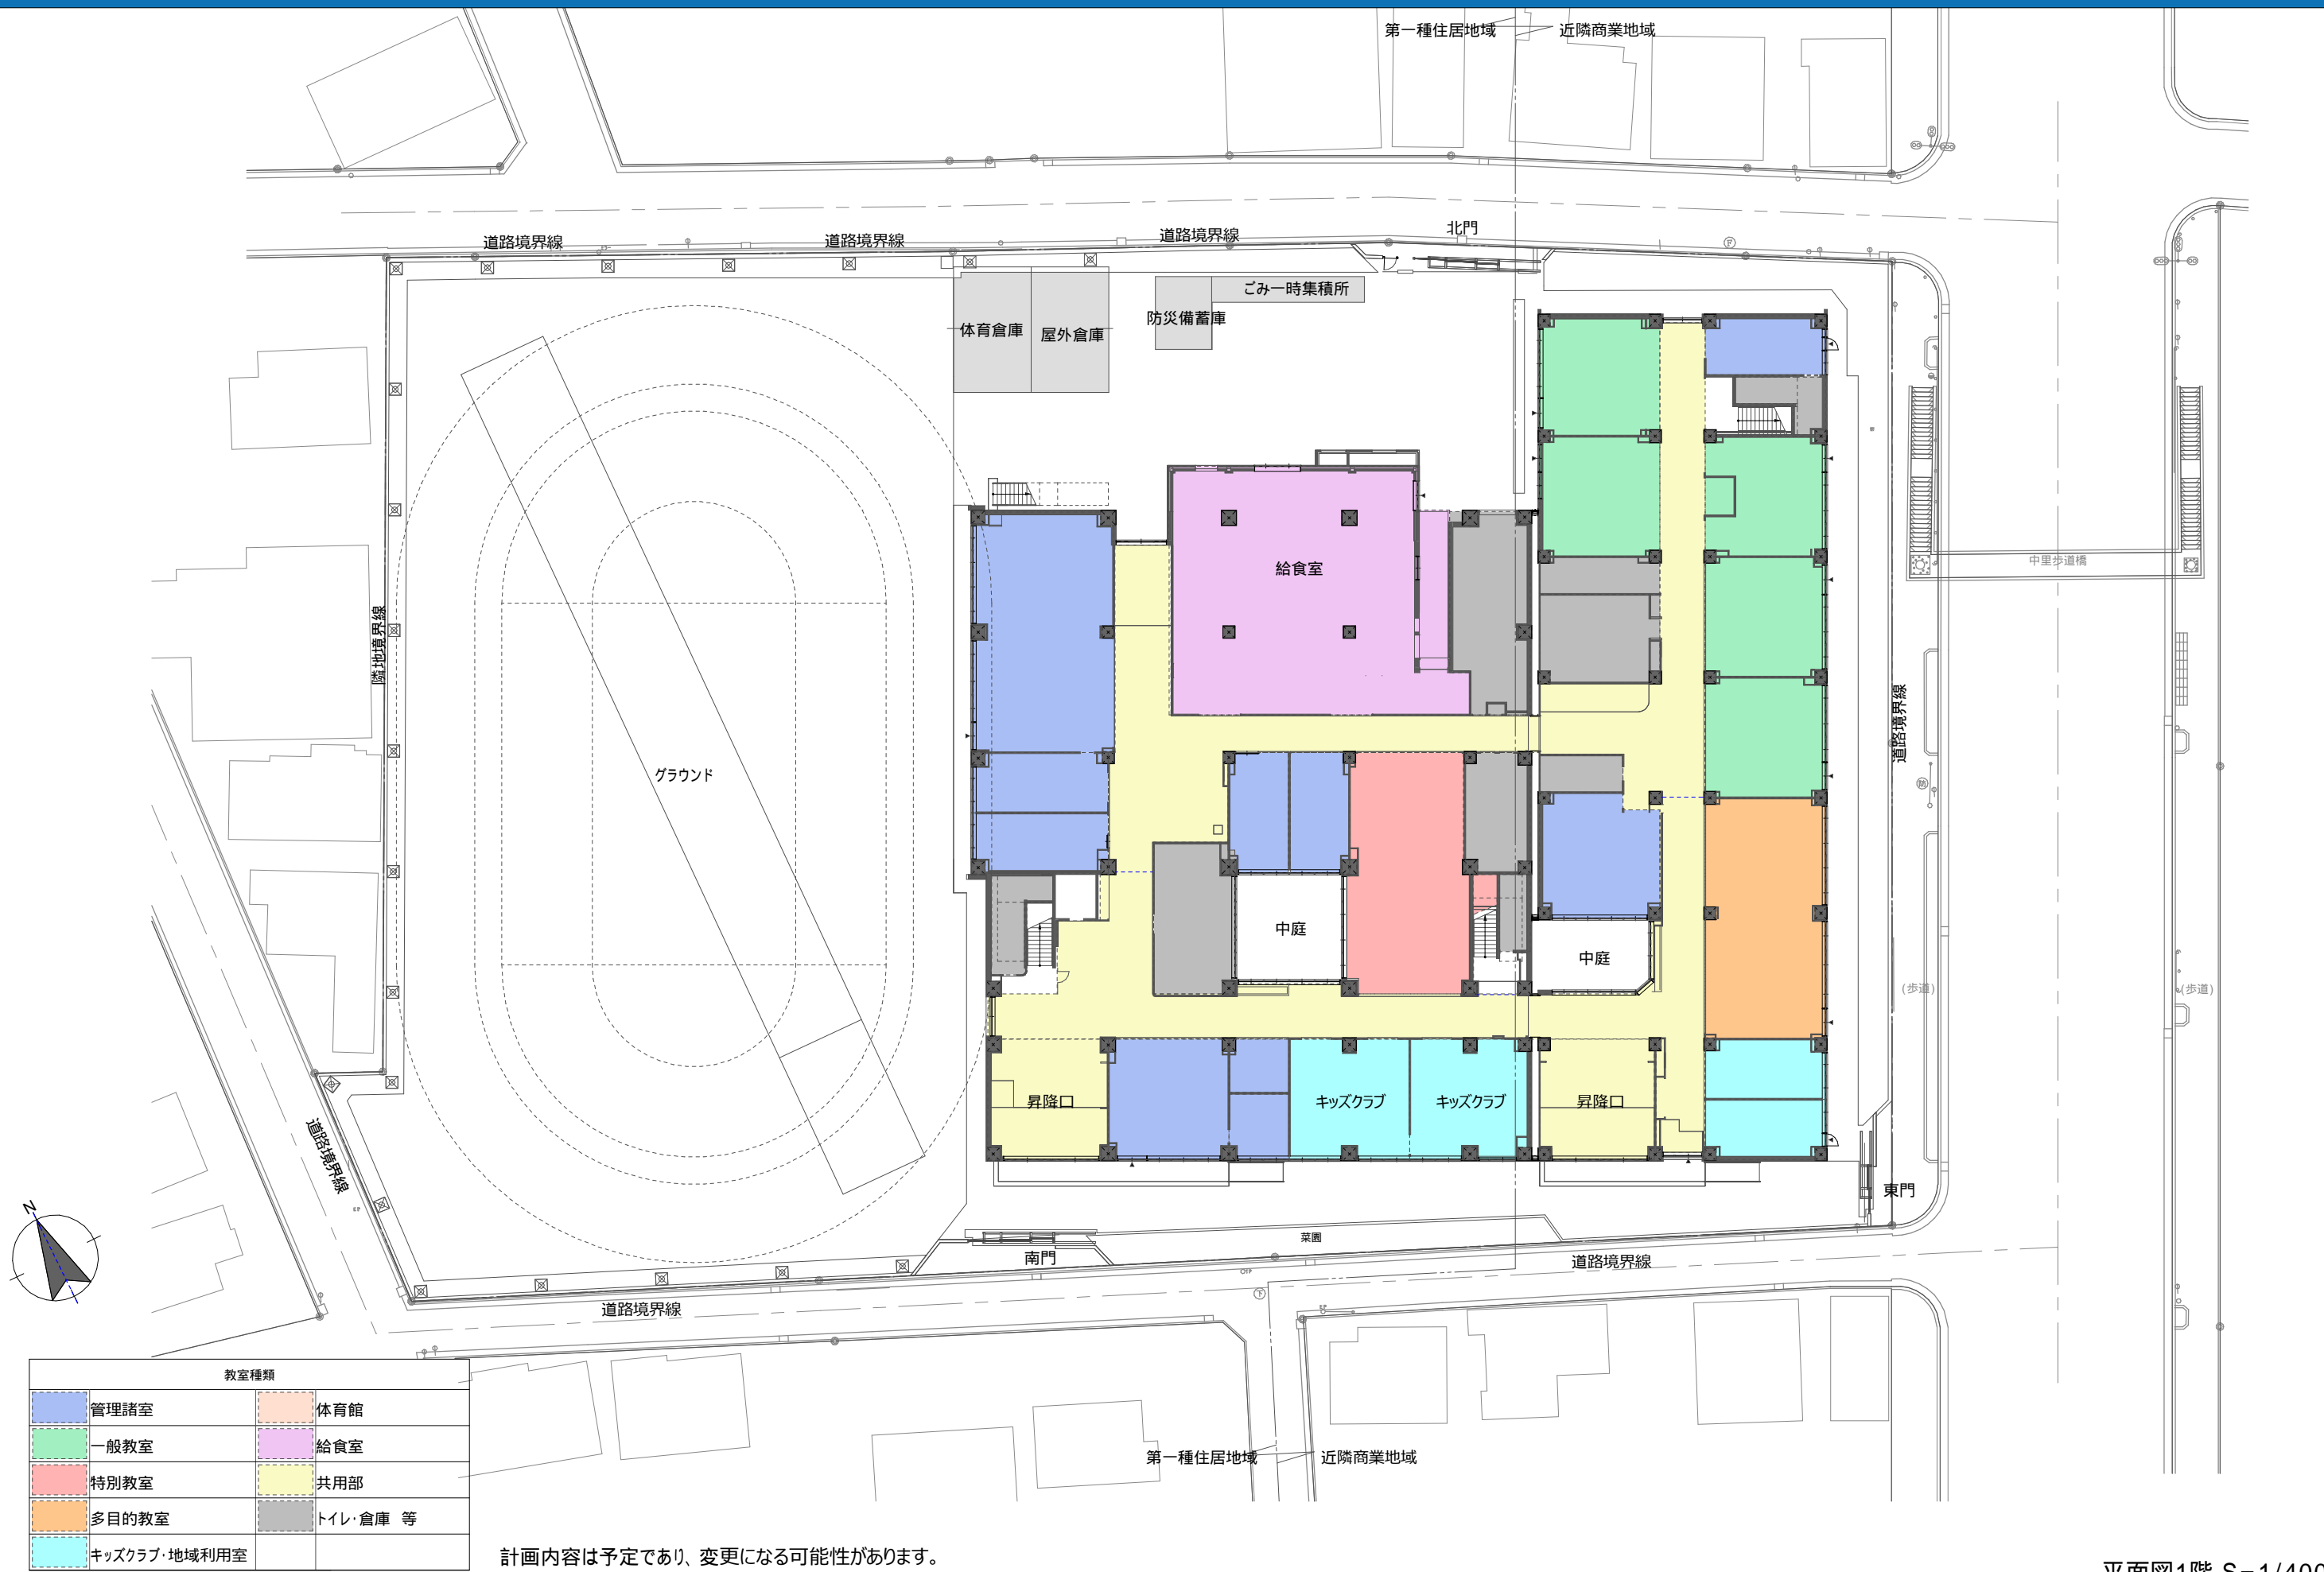 第一種住居地域 近隣商業地域
北門
道路境界線 道路境界線 道路境界線
ごみ一時集積所
防災備蓄庫
体育倉庫 屋外倉庫
中里歩道橋
給食室
隣地境界線
道路境界線
グラウンド
中庭
中庭
(歩道) (歩道)
昇降口 キッズクラブ キッズクラブ 昇降口
道路境界線
東門
N
菜園
南門
道路境界線
道路境界線
第一種住居地域 近隣商業地域
教室種類
管理諸室 体育館
一般教室 給食室
特別教室 共用部
多目的教室 トイレ・倉庫 等
キッズクラブ・地域利用室
計画内容は予定であり、変更になる可能性があります。
平面図1階 S=1/400